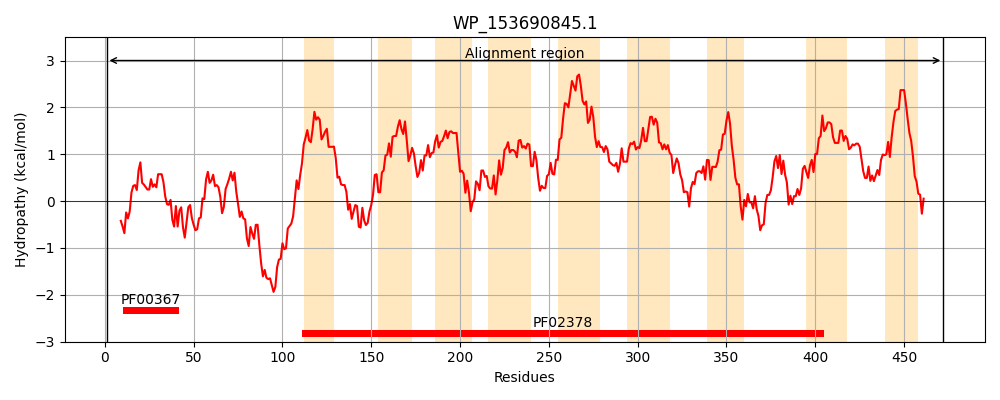 WP_153690845.1
Alignment region
3
2
1
0
−1
−2
−3
Hydropathy (kcal/mol)
PF00367
PF02378
0 50 100 150 200 250 300 350 400 450
Residues